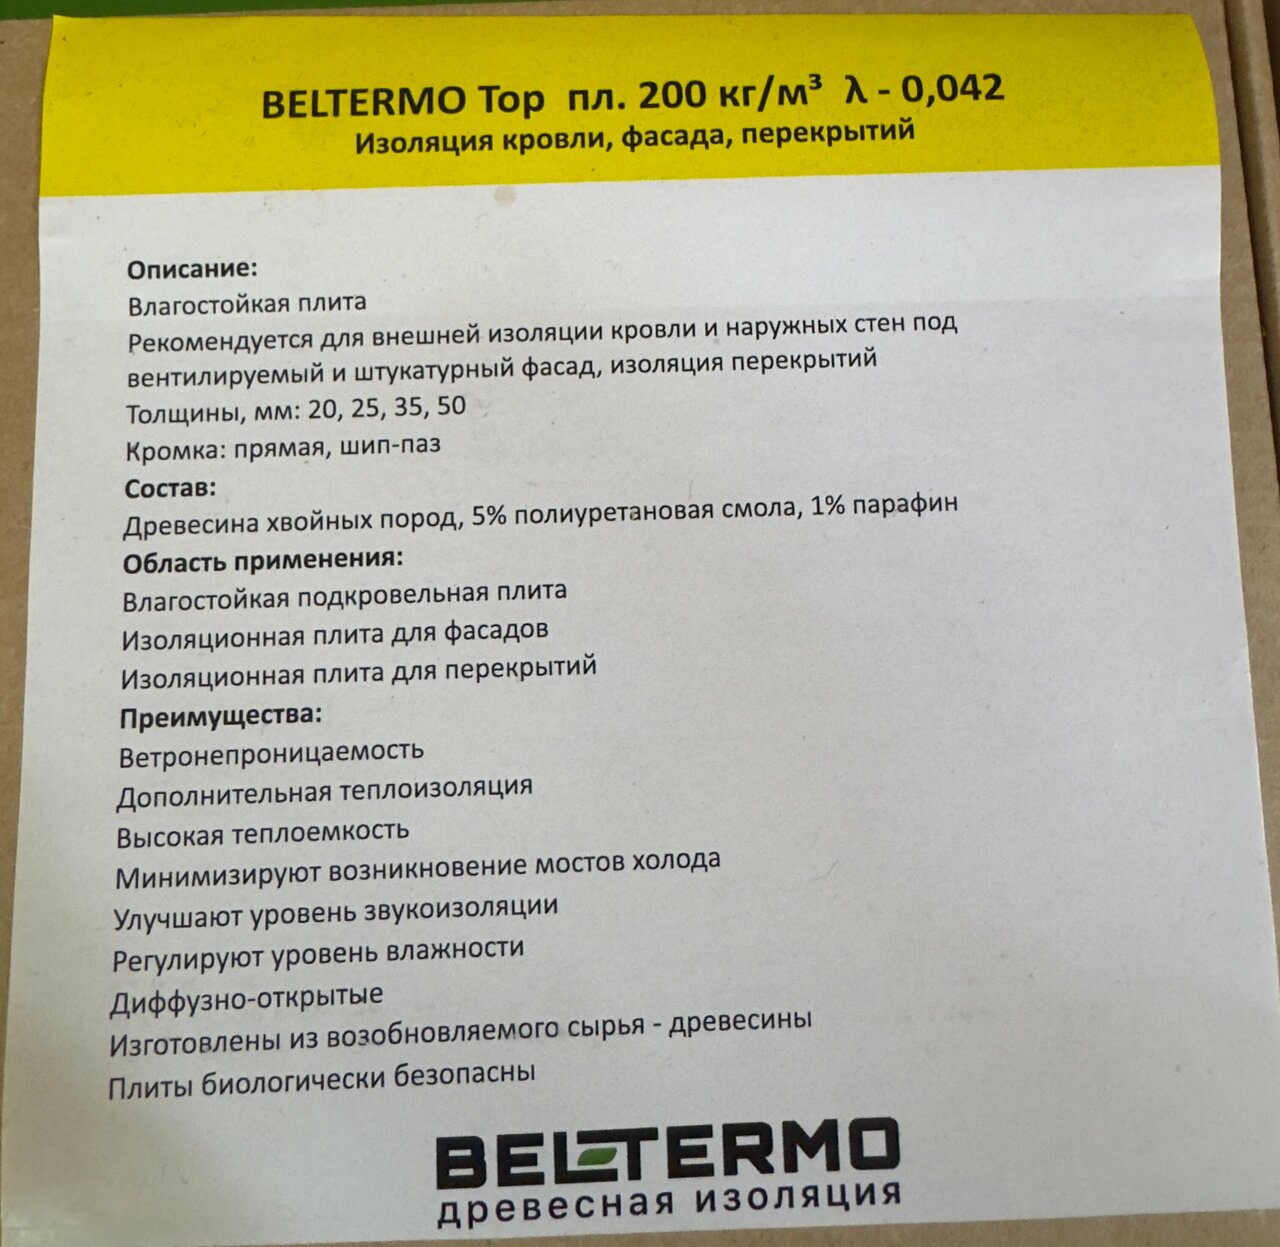 BELTERMO Top пл. 200 кг/м³ λ - 0,042
Изоляция кровли, фасада, перекрытий
Описание:
Влагостойкая плита
Рекомендуется для внешней изоляции кровли и наружных стен под
вентилируемый и штукатурный фасад, изоляция перекрытий
Толщины, мм: 20, 25, 35, 50
Кромка: прямая, шип-паз
Состав:
Древесина хвойных пород, 5% полиуретановая смола, 1% парафин
Область применения:
Влагостойкая подкровельная плита
Изоляционная плита для фасадов
Изоляционная плита для перекрытий
Преимущества:
Ветронепроницаемость
Дополнительная теплоизоляция
Высокая теплоемкость
Минимизируют возникновение мостов холода
Улучшают уровень звукоизоляции
Регулируют уровень влажности
Диффузно-открытые
Изготовлены из возобновляемого сырья - древесины
Плиты биологически безопасны
BELTERMO
древесная изоляция